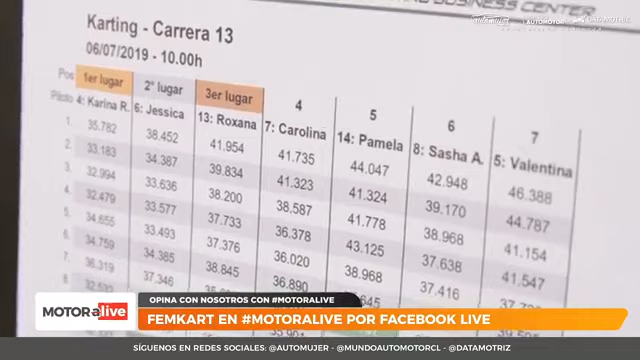 BUSINESS CENTER
AUTOMOTOR DATAMOTRIZ
Karting - Carrera 13
06/07/2019 - 10.00h
Pos 1er lugar 2° lugar 3er lugar 4 5 6 7
Piloto 4: Karina R. 6: Jessica 13: Roxana 7: Carolina 14: Pamela 8: Sasha A. 5: Valentina
1. 35.782 38.452 41.954 41.735 44.047 42.948 46.388
2. 33.183 34.387 39.834 41.323 41.324 39.170 44.787
3. 32.994 33.636 38.200 38.587 41.778 38.968 41.154
4. 32.479 33.577 37.733 36.378 43.125 37.638 41.547
5. 34.655 33.493 37.376 36.020 38.968 37.416
6. 34.759 34.385 38.845 36.890
7. 36.319 37.346
8. 32.530
OPINA CON NOSOTROS CON #MOTORALIVE
MOTORalive
FEMKART EN #MOTORALIVE POR FACEBOOK LIVE
SÍGUENOS EN REDES SOCIALES: @AUTOMUJER - @MUNDOAUTOMOTORCL - @DATAMOTRIZ